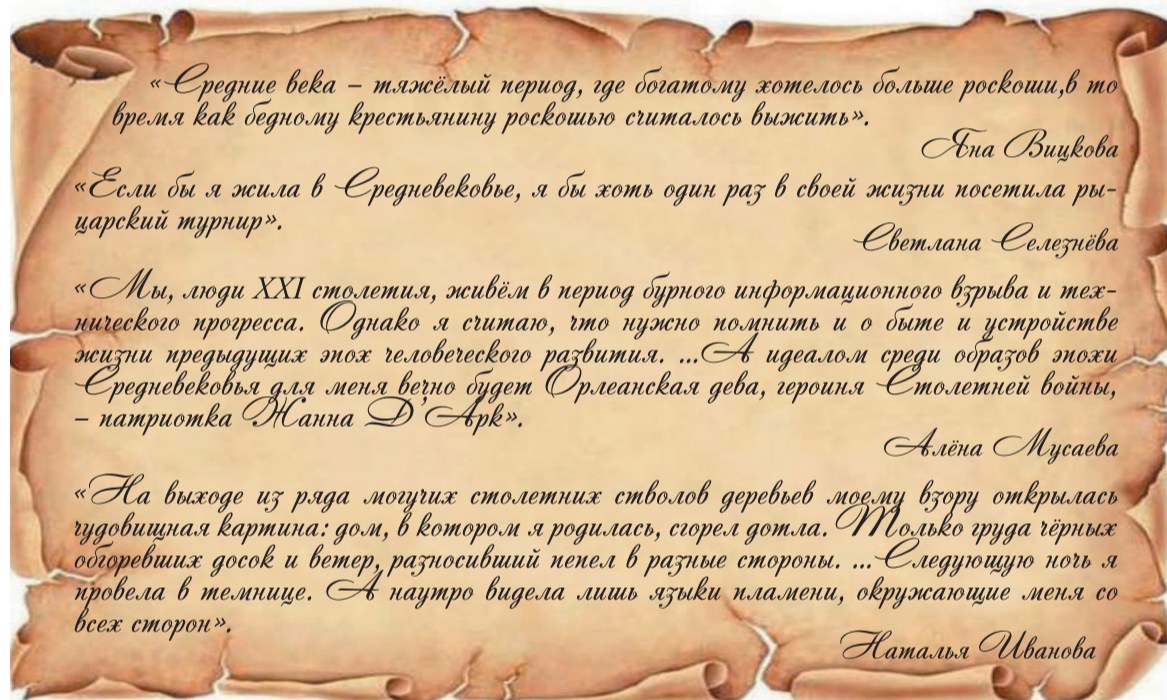 «Средние века – тяжёлый период, где богатому хотелось больше роскоши,в то
время как бедному крестьянину роскошью считалось выжить».
Яна Вицкова
«Если бы я жила в Средневековье, я бы хоть один раз в своей жизни посетила ры-
царский турнир».
Светлана Селезнёва
«Мы, люди XXI столетия, живём в период бурного информационного взрыва и тех-
нического прогресса. Однако я считаю, что нужно помнить и о быте и устройстве
жизни предыдущих эпох человеческого развития. ...А идеалом среди образов эпохи
Средневековья для меня вечно будет Орлеанская дева, героиня Столетней войны,
– патриотка Жанна Д'Арк».
Алёна Мусаева
«На выходе из ряда могучих столетних стволов деревьев моему взору открылась
чудовищная картина: дом, в котором я родилась, сгорел дотла. Только груда чёрных
обгоревших досок и ветер, разносивший пепел в разные стороны. ... Следующую ночь я
провела в темнице. А наутро видела лишь языки пламени, окружающие меня со
всех сторон».
Наталья Иванова